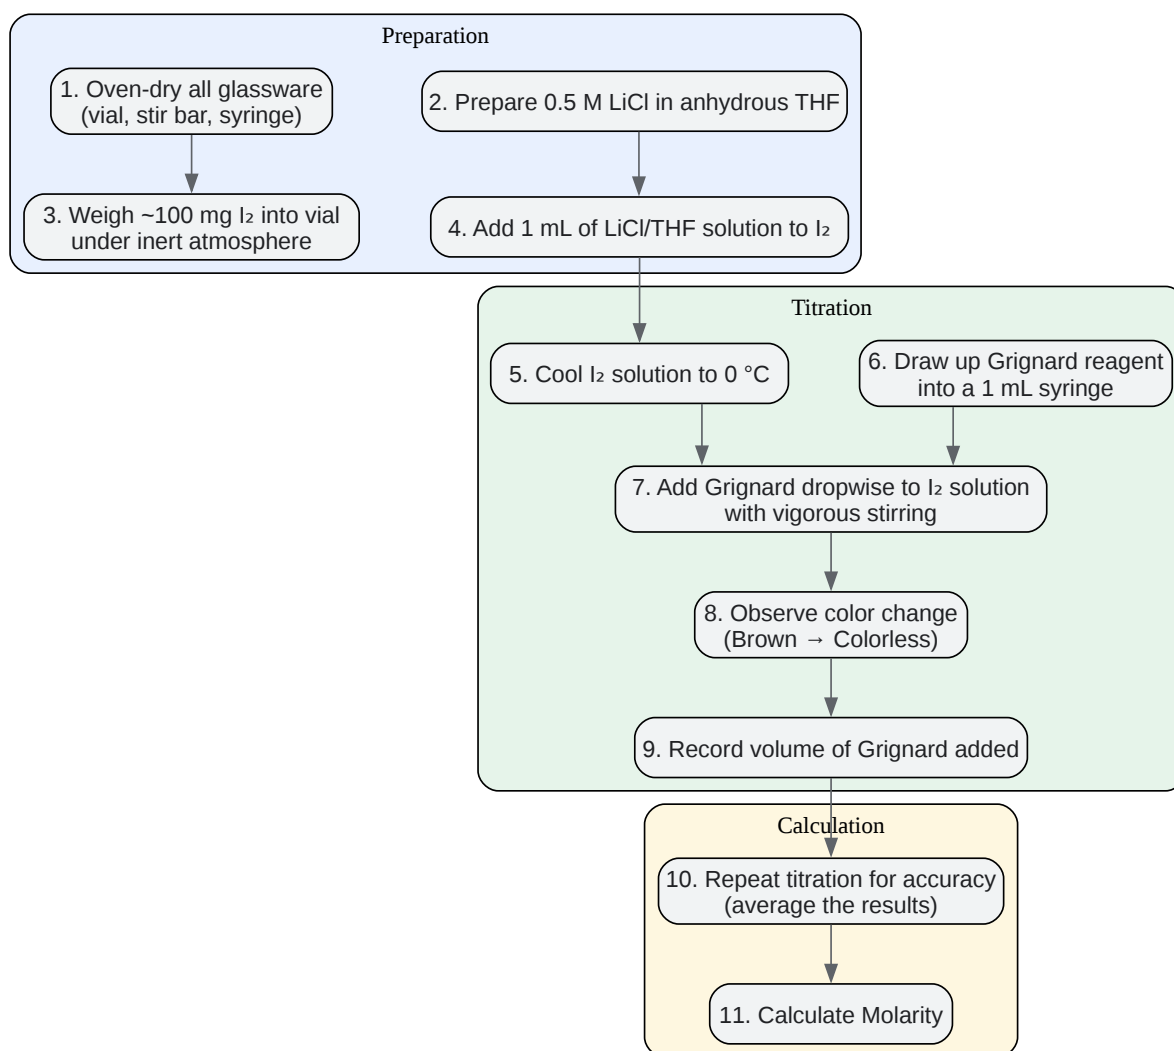 Preparation
1. Oven-dry all glassware
(vial, stir bar, syringe)
2. Prepare 0.5 M LiCl in anhydrous THF
3. Weigh ~100 mg I₂ into vial
under inert atmosphere
4. Add 1 mL of LiCl/THF solution to I₂
Titration
5. Cool I₂ solution to 0 °C
6. Draw up Grignard reagent
into a 1 mL syringe
7. Add Grignard dropwise to I₂ solution
with vigorous stirring
8. Observe color change
(Brown → Colorless)
9. Record volume of Grignard added
Calculation
10. Repeat titration for accuracy
(average the results)
11. Calculate Molarity